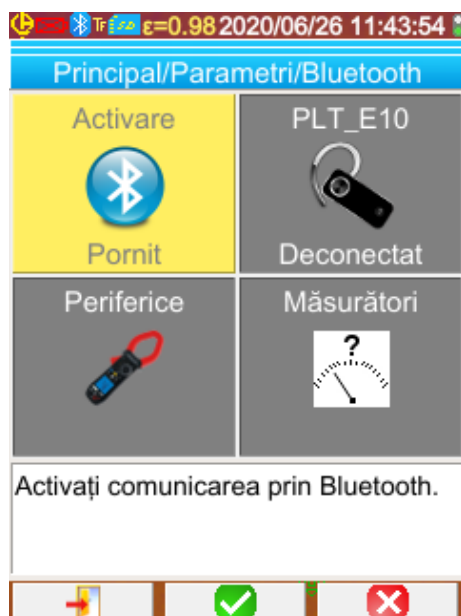 TF ε=0.98 2020/06/26 11:43:54
Principal/Parametri/Bluetooth
Activare
Pornit
PLT_E10
Deconectat
Periferice
Măsurători
?
Activați comunicarea prin Bluetooth.